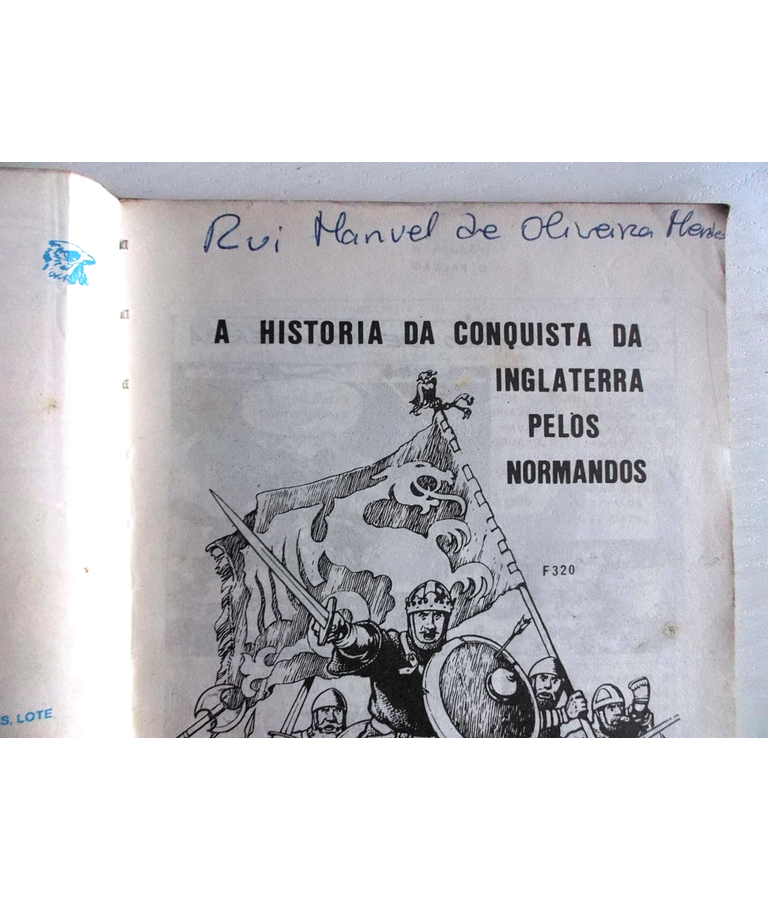 Rui Manuel de Oliveira Mendes
A HISTORIA DA CONQUISTA DA
INGLATERRA
PELOS
NORMANDOS
F320
S, LOTE